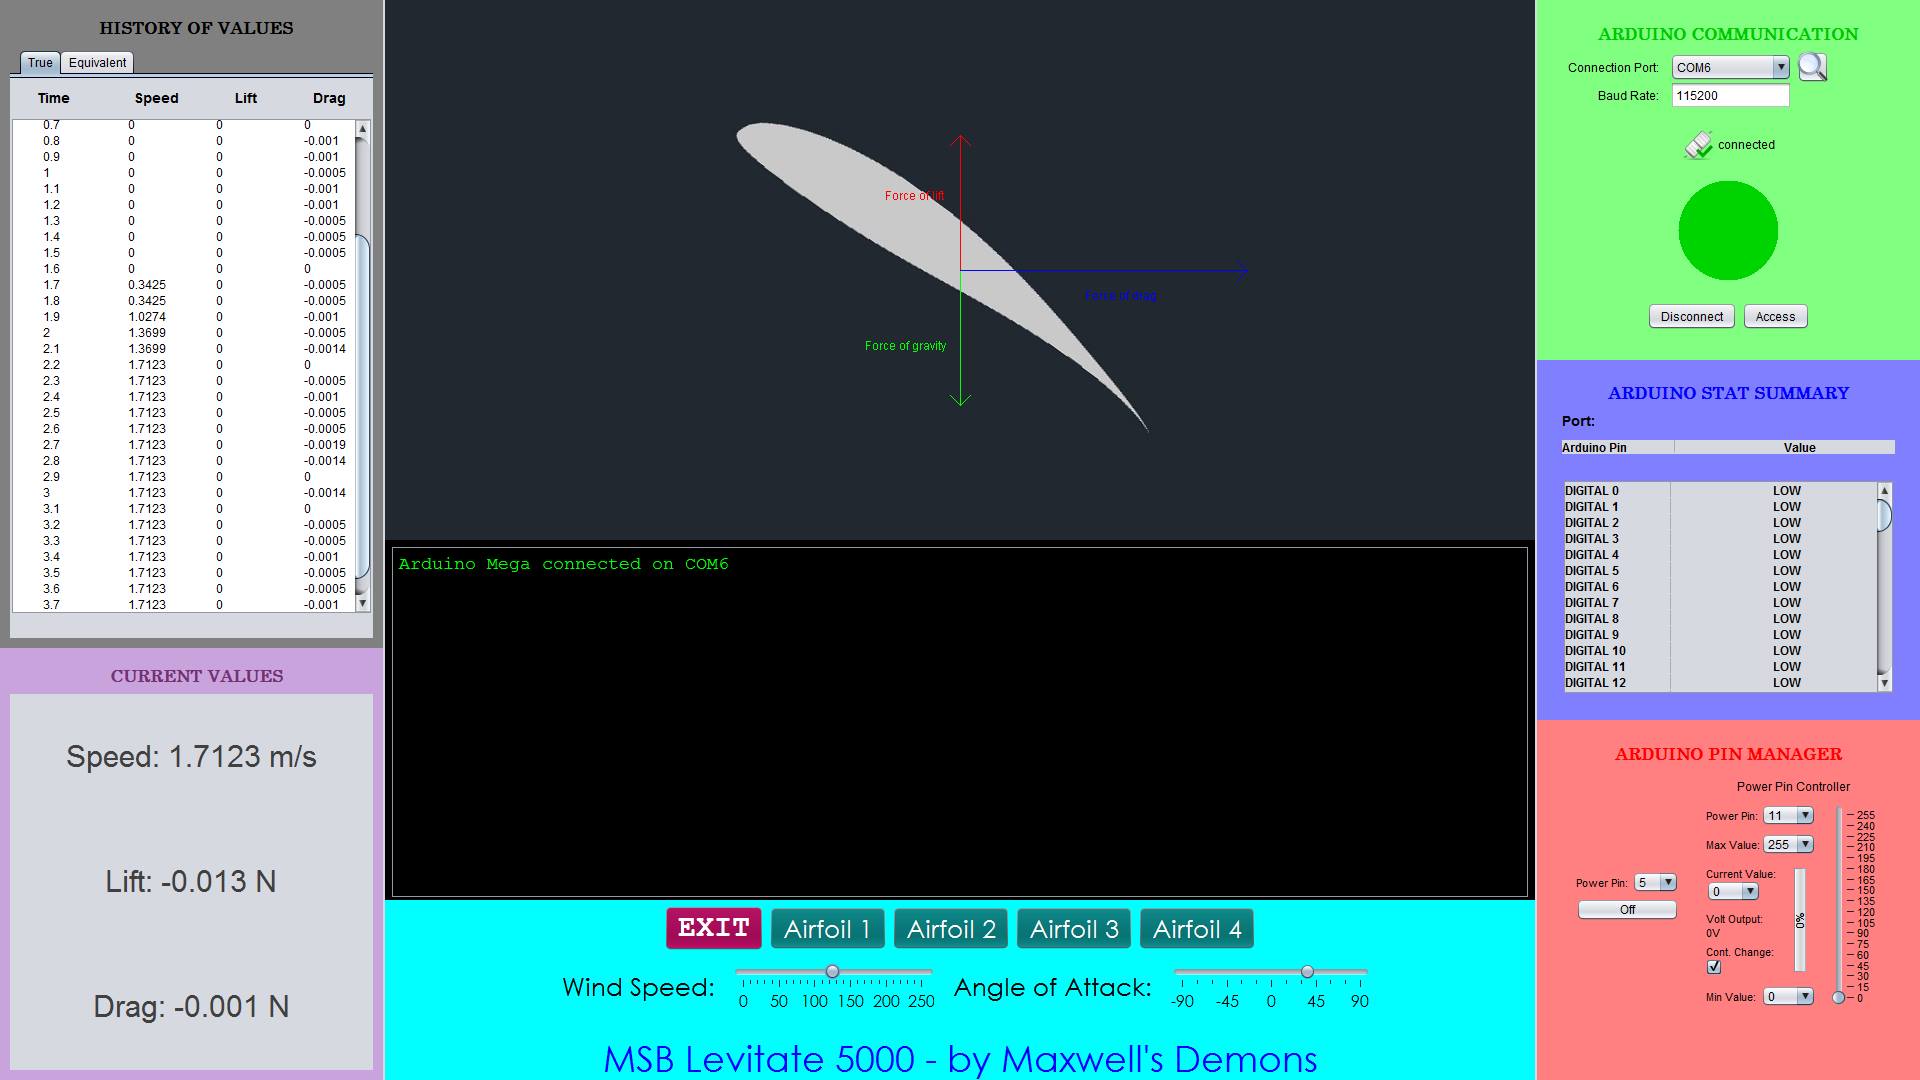 HISTORY OF VALUES
True Equivalent
Time Speed Lift Drag
0.7 0 0 0
0.8 0 0 -0.001
0.9 0 0 -0.001
1 0 0 -0.0005
1.1 0 0 -0.001
1.2 0 0 -0.001
1.3 0 0 -0.0005
1.4 0 0 -0.0005
1.5 0 0 -0.0005
1.6 0 0 0
1.7 0.3425 0 -0.0005
1.8 0.3425 0 -0.0005
1.9 1.0274 0 -0.001
2 1.3699 0 -0.0005
2.1 1.3699 0 -0.0014
2.2 1.7123 0 0
2.3 1.7123 0 -0.0005
2.4 1.7123 0 -0.001
2.5 1.7123 0 -0.0005
2.6 1.7123 0 -0.0005
2.7 1.7123 0 -0.0019
2.8 1.7123 0 -0.0014
2.9 1.7123 0 0
3 1.7123 0 -0.0014
3.1 1.7123 0 0
3.2 1.7123 0 -0.0005
3.3 1.7123 0 -0.0005
3.4 1.7123 0 -0.001
3.5 1.7123 0 -0.0005
3.6 1.7123 0 -0.0005
3.7 1.7123 0 -0.001
CURRENT VALUES
Speed: 1.7123 m/s
Lift: -0.013 N
Drag: -0.001 N
Force of lift
Force of drag
Force of gravity
Arduino Mega connected on COM6
EXIT Airfoil 1 Airfoil 2 Airfoil 3 Airfoil 4
Wind Speed: 0 50 100 150 200 250
Angle of Attack: -90 -45 0 45 90
MSB Levitate 5000 - by Maxwell's Demons
ARDUINO COMMUNICATION
Connection Port: COM6
Baud Rate: 115200
connected
Disconnect Access
ARDUINO STAT SUMMARY
Port:
Arduino Pin Value
DIGITAL 0 LOW
DIGITAL 1 LOW
DIGITAL 2 LOW
DIGITAL 3 LOW
DIGITAL 4 LOW
DIGITAL 5 LOW
DIGITAL 6 LOW
DIGITAL 7 LOW
DIGITAL 8 LOW
DIGITAL 9 LOW
DIGITAL 10 LOW
DIGITAL 11 LOW
DIGITAL 12 LOW
ARDUINO PIN MANAGER
Power Pin: 5
Off
Power Pin Controller
Power Pin: 11
Max Value: 255
Current Value:
0
Volt Output:
0V
Cont. Change:
Min Value: 0
0%
255
240
225
210
195
180
165
150
135
120
105
90
75
60
45
30
15
0